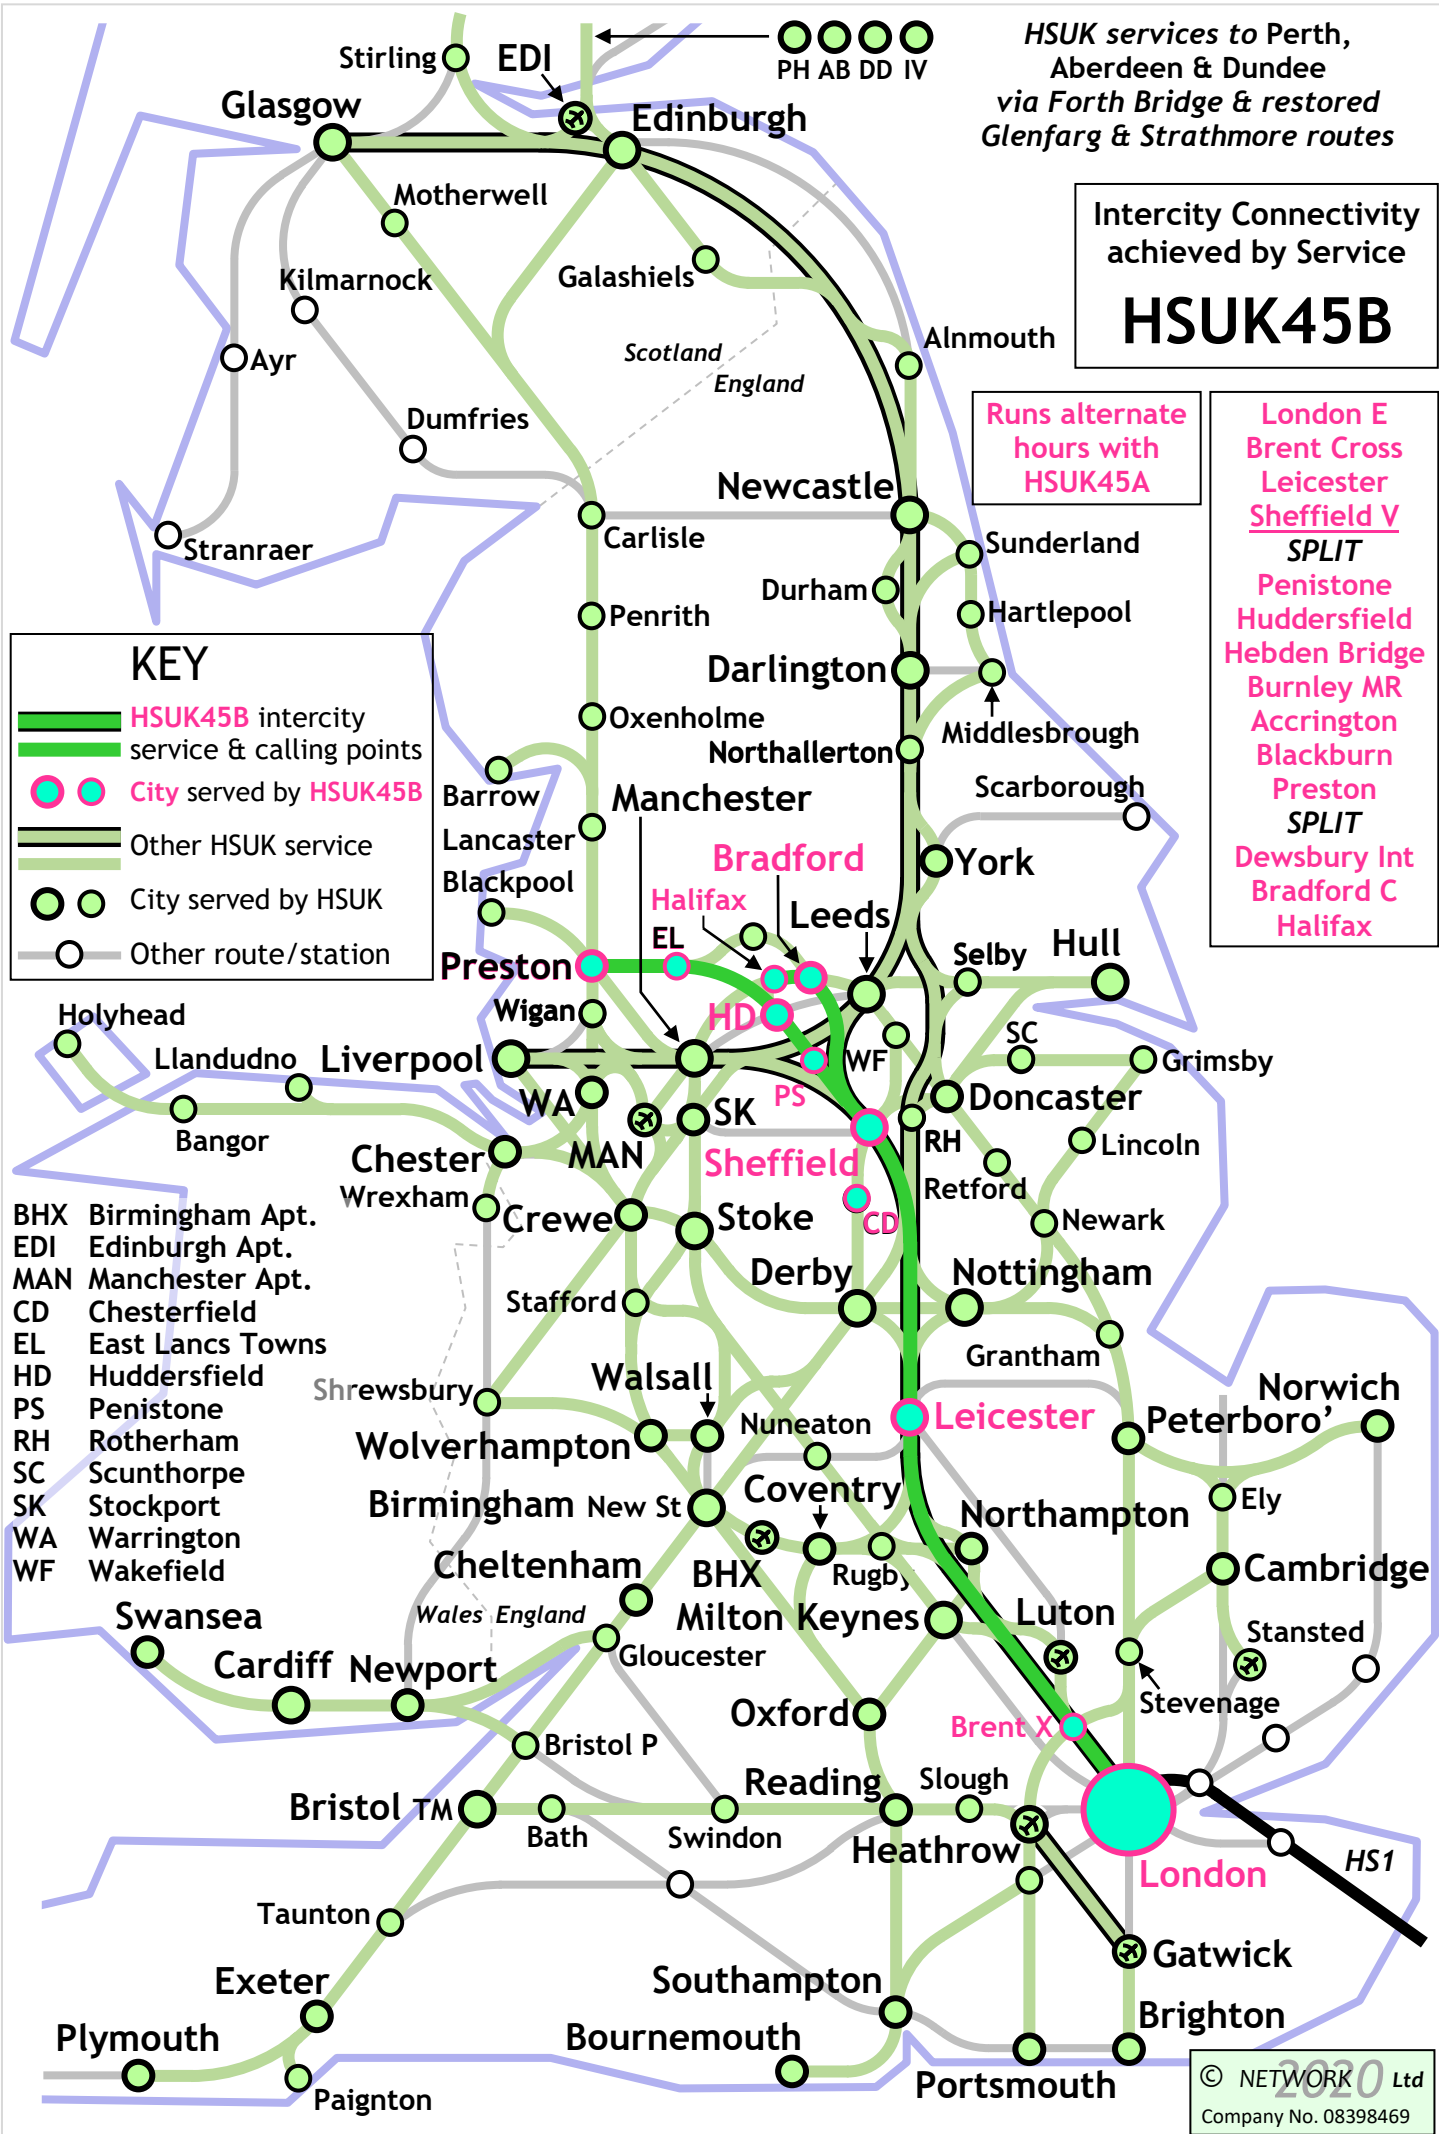 Stirling
EDI
PH AB DD IV
HSUK services to Perth,
Aberdeen & Dundee
via Forth Bridge & restored
Glenfarg & Strathmore routes
Glasgow
Edinburgh
Motherwell
Galashiels
Kilmarnock
Intercity Connectivity
achieved by Service
HSUK45B
Alnmouth
Scotland
England
Ayr
Dumfries
Runs alternate
hours with
HSUK45A
London E
Brent Cross
Leicester
Sheffield V
SPLIT
Penistone
Huddersfield
Hebden Bridge
Burnley MR
Accrington
Blackburn
Preston
SPLIT
Dewsbury Int
Bradford C
Halifax
Newcastle
Stranraer
Carlisle
Sunderland
Durham
Penrith
Hartlepool
Darlington
Oxenholme
Middlesbrough
Northallerton
KEY
HSUK45B intercity
service & calling points
City served by HSUK45B
Other HSUK service
City served by HSUK
Other route/station
Barrow
Manchester
Scarborough
Lancaster
Bradford
York
Blackpool
Halifax
Leeds
EL
Selby
Hull
Preston
Wigan
HD
Holyhead
Llandudno
Liverpool
WF
SC
Grimsby
PS
WA
SK
Doncaster
Bangor
MAN
RH
Lincoln
Chester
Sheffield
Retford
Wrexham
Crewe
Stoke
CD
Newark
BHX Birmingham Apt.
EDI Edinburgh Apt.
MAN Manchester Apt.
CD Chesterfield
EL East Lancs Towns
HD Huddersfield
PS Penistone
RH Rotherham
SC Scunthorpe
SK Stockport
WA Warrington
WF Wakefield
Derby
Nottingham
Stafford
Grantham
Walsall
Shrewsbury
Norwich
Leicester
Peterboro’
Nuneaton
Wolverhampton
Coventry
Ely
Birmingham New St
Northampton
Cheltenham
BHX
Rugby
Cambridge
Wales England
Milton Keynes
Luton
Swansea
Stansted
Gloucester
Cardiff
Newport
Stevenage
Oxford
Brent X
Bristol P
Reading
Slough
Bristol TM
Bath
Swindon
Heathrow
HS1
London
Taunton
Gatwick
Exeter
Southampton
Brighton
Plymouth
Bournemouth
Portsmouth
Paignton
© NETWORK 2020 Ltd
Company No. 08398469